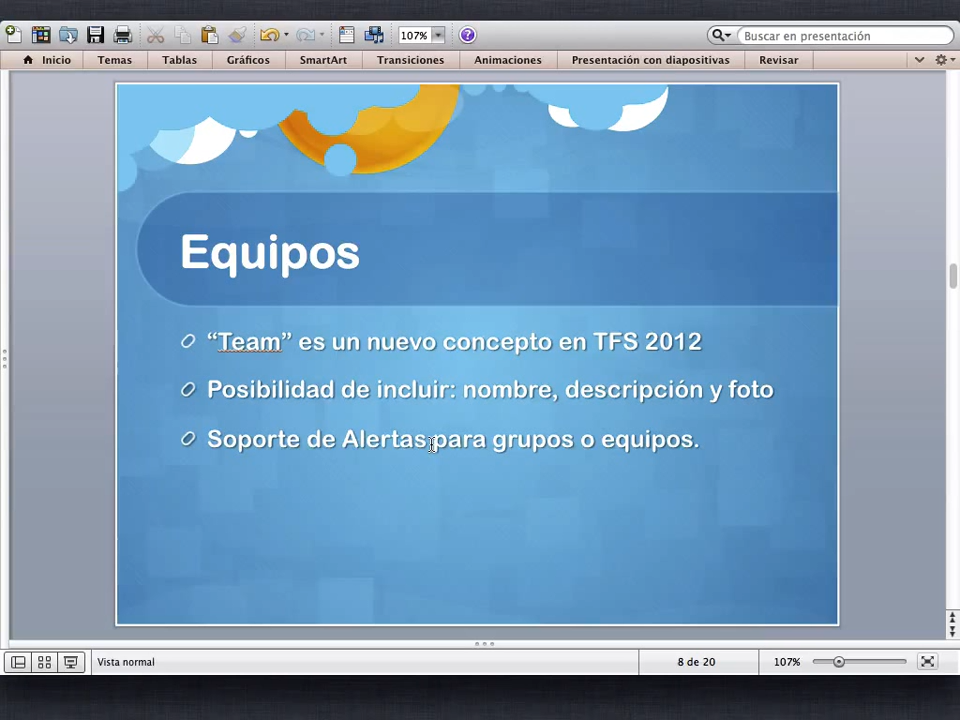 107%
Buscar en presentación
Inicio Temas Tablas Gráficos SmartArt Transiciones Animaciones Presentación con diapositivas Revisar
Equipos
“Team” es un nuevo concepto en TFS 2012
Posibilidad de incluir: nombre, descripción y foto
Soporte de Alertas para grupos o equipos.
Vista normal 8 de 20 107%